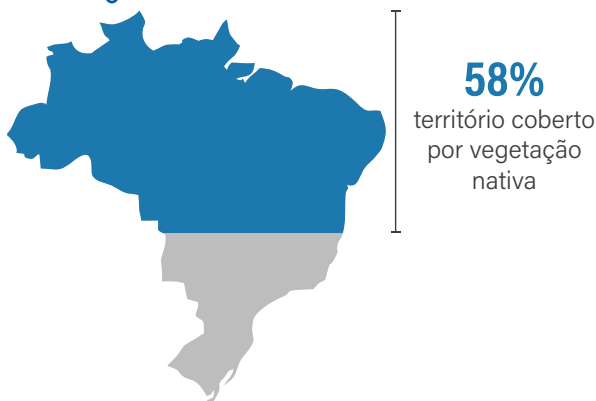 58%
território coberto
por vegetação
nativa